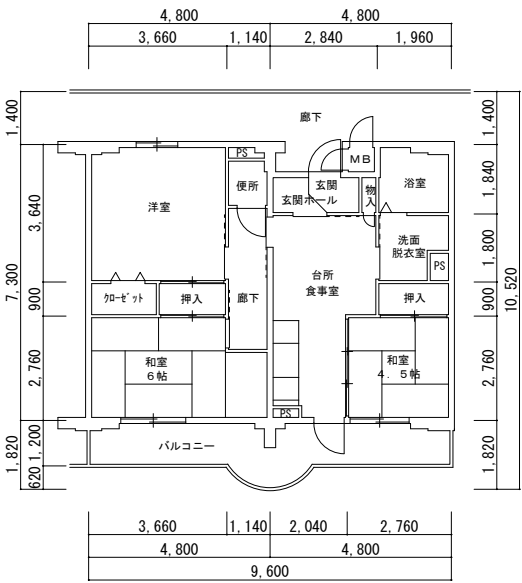 4,800
4,800
3,660
1,140
2,840
1,960
1,400
1,400
廊下
PS
MB
便所
玄関
玄関ホール
物入
浴室
洋室
3,640
1,840
洗面
脱衣室
1,800
PS
台所
食事室
7,300
10,520
クローゼット
押入
廊下
押入
900
900
和室
6帖
和室
4．5帖
2,760
2,760
PS
バルコニー
1,820
1,200
620
1,820
3,660
1,140
2,040
2,760
4,800
4,800
9,600